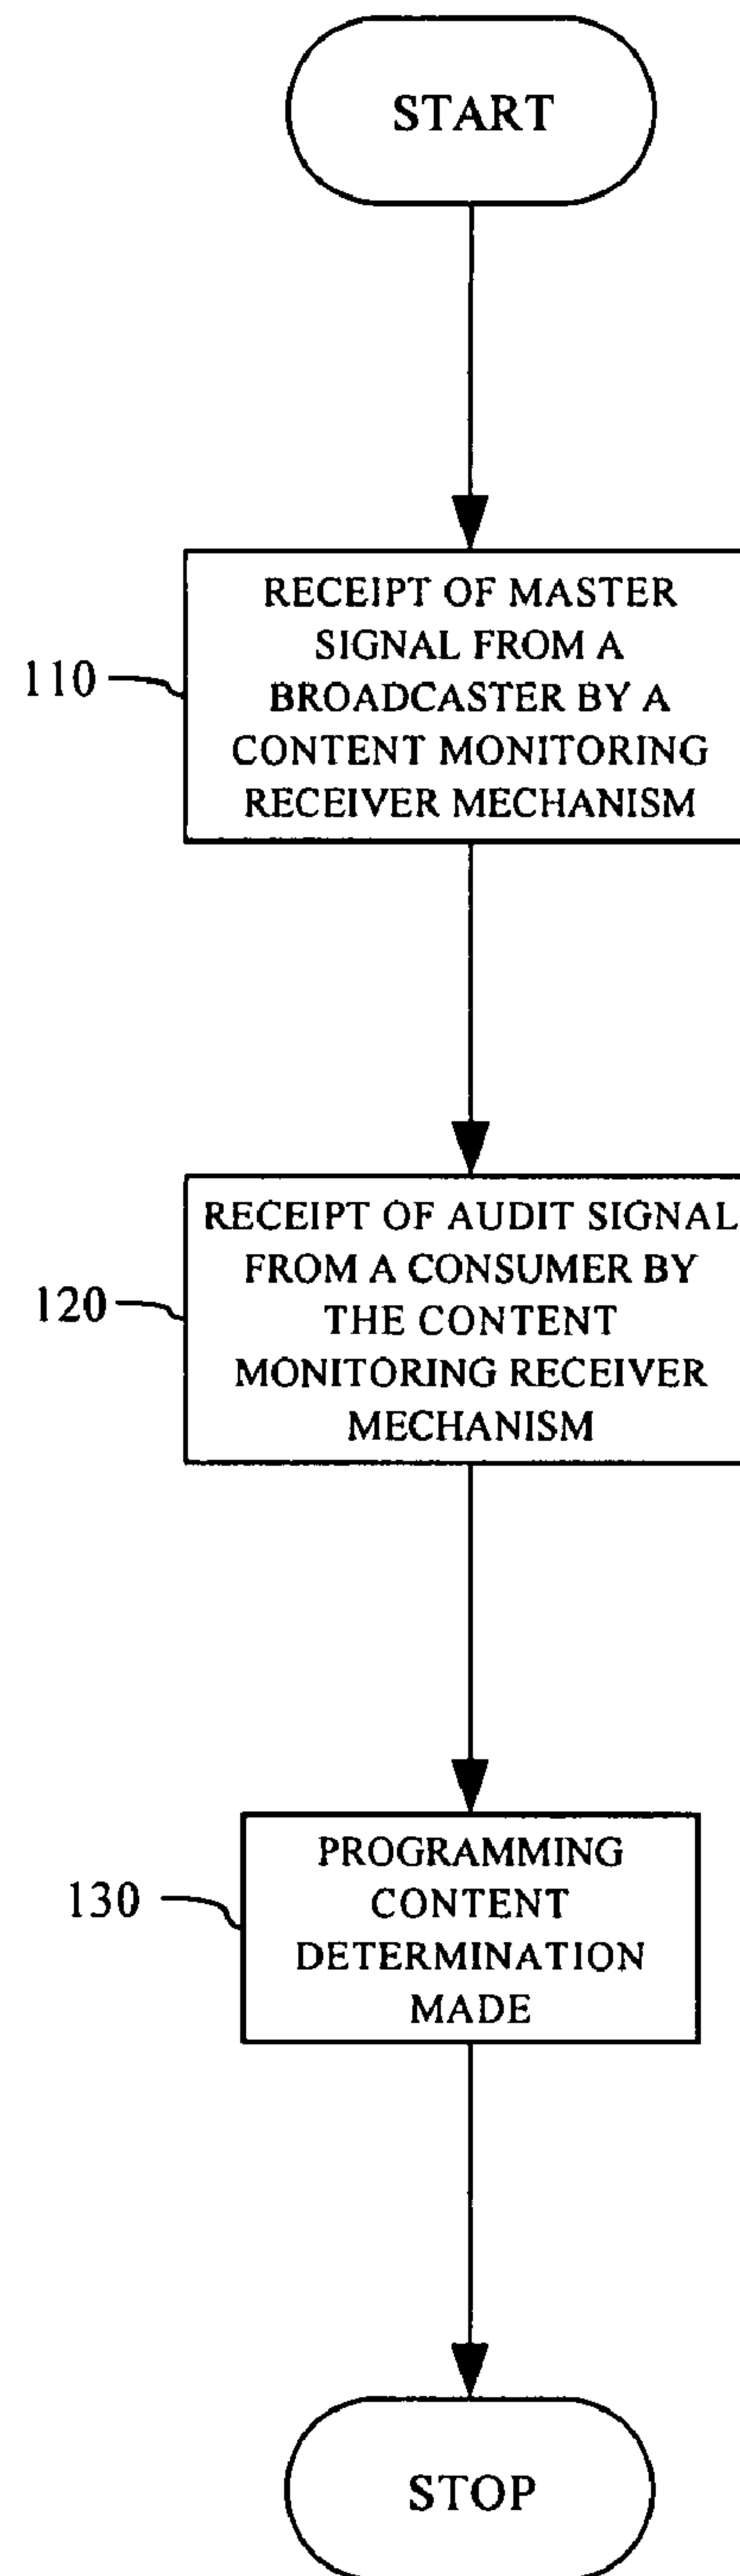 START
RECEIPT OF MASTER
SIGNAL FROM A
BROADCASTER BY A
CONTENT MONITORING
RECEIVER MECHANISM
110
RECEIPT OF AUDIT SIGNAL
FROM A CONSUMER BY
THE CONTENT
MONITORING RECEIVER
MECHANISM
120
PROGRAMMING
CONTENT
DETERMINATION
MADE
130
STOP